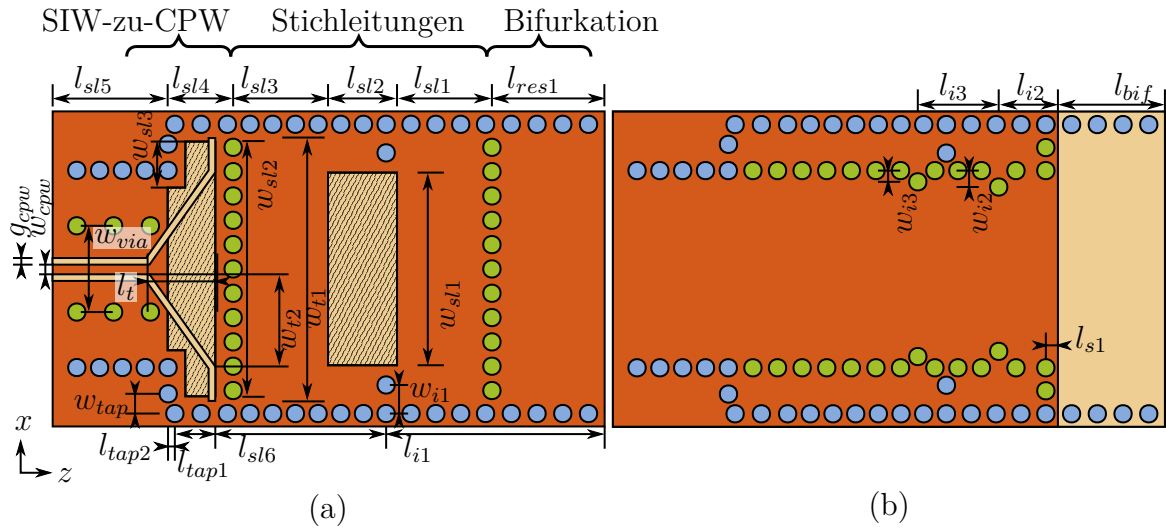 SIW-zu-CPW Stichleitungen Bifurkation
l_{sl5} l_{sl4} l_{sl3} l_{sl2} l_{sl1} l_{res1}
l_{i3} l_{i2} l_{bif}
w_{sl3}
w_{sl2}
w_{i3} w_{i2}
g_{cpw}
w_{cpw}
w_{via}
l_t
w_{t2} w_{t1} w_{sl1}
l_{s1}
w_{tap}
w_{i1}
x
z
l_{tap2} l_{tap1} l_{sl6} l_{i1}
(a) (b)